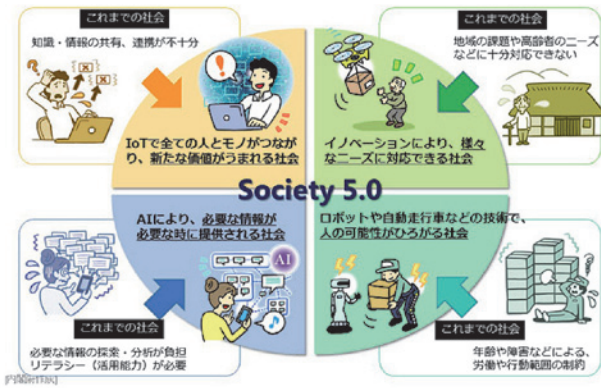 これまでの社会
知識・情報の共有、連携が不十分
IoTで全ての人とモノがつなが
り、新たな価値がうまれる社会
これまでの社会
地域の課題や高齢者のニーズ
などに十分対応できない
イノベーションにより、様々
なニーズに対応できる社会
Society 5.0
AIにより、必要な情報が
必要な時に提供される社会
AI
これまでの社会
必要な情報の探索・分析が負担
リテラシー（活用能力）が必要
ロボットや自動走行車などの技術で、
人の可能性がひろがる社会
これまでの社会
年齢や障害などによる、
労働や行動範囲の制約